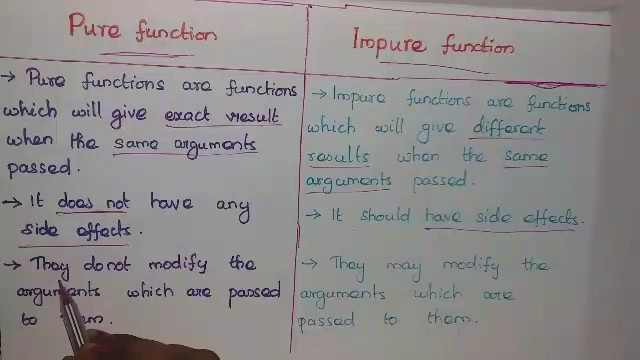 Pure function
→ Pure functions are functions
which will give exact result
when the same arguments
passed.
→ It does not have any
side effects.
→ They do not modify the
arguments which are passed
to them.
Impure function
→ Impure functions are functions
which will give different
results when the same
arguments passed.
→ It should have side effects.
→ They may modify the
arguments which are
passed to them.